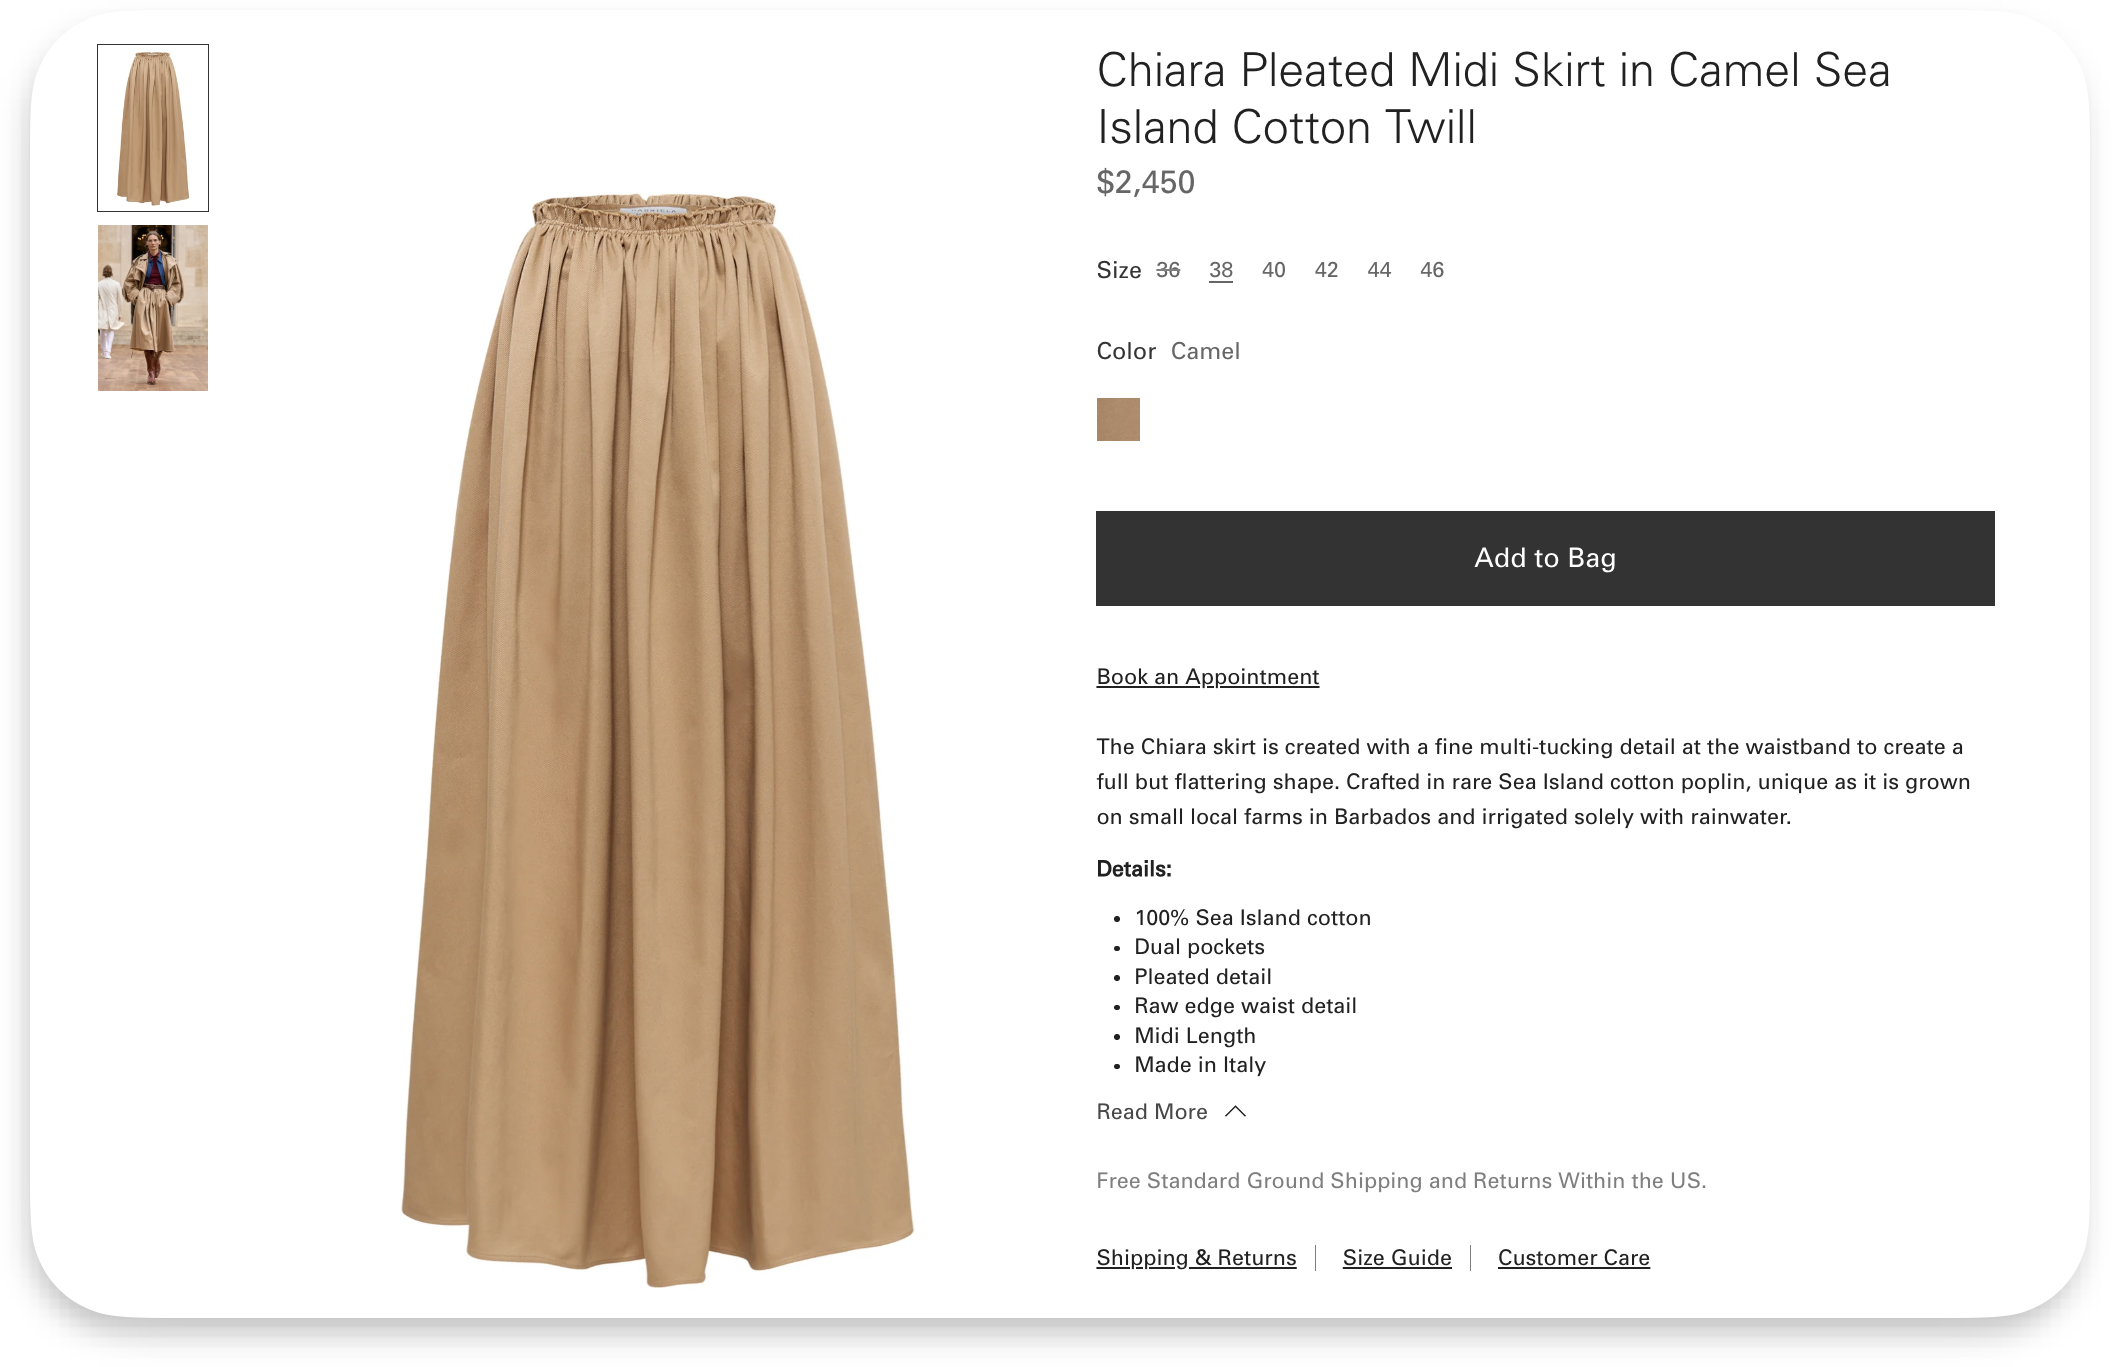 Chiara Pleated Midi Skirt in Camel Sea
Island Cotton Twill
$2,450
Size 36 38 40 42 44 46
Color Camel
Add to Bag
Book an Appointment
The Chiara skirt is created with a fine multi-tucking detail at the waistband to create a
full but flattering shape. Crafted in rare Sea Island cotton poplin, unique as it is grown
on small local farms in Barbados and irrigated solely with rainwater.
Details:
• 100% Sea Island cotton
• Dual pockets
• Pleated detail
• Raw edge waist detail
• Midi Length
• Made in Italy
Read More
Free Standard Ground Shipping and Returns Within the US.
Shipping & Returns | Size Guide | Customer Care